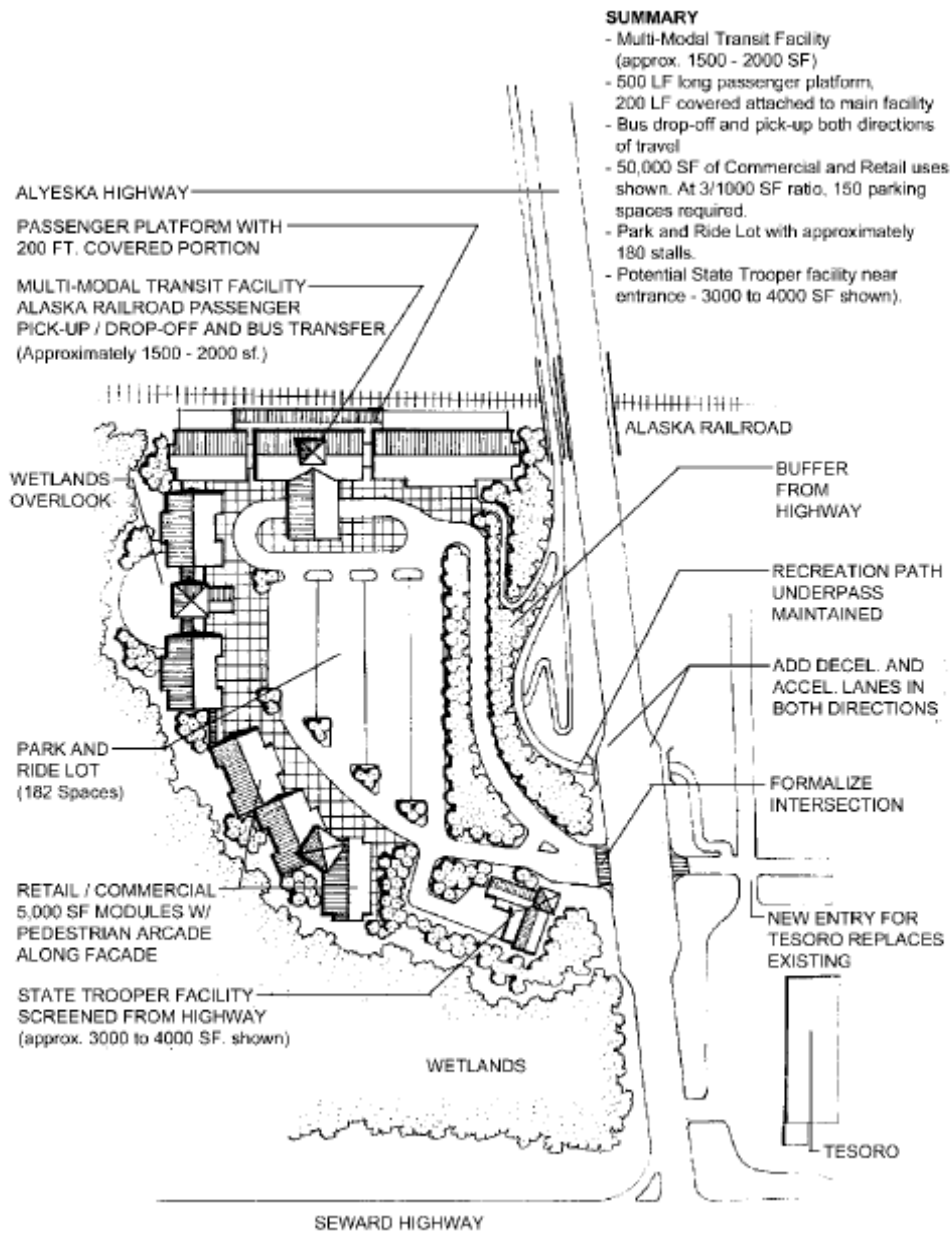 SUMMARY
- Multi-Modal Transit Facility
(approx. 1500 - 2000 SF)
- 500 LF long passenger platform,
200 LF covered attached to main facility
- Bus drop-off and pick-up both directions
of travel
- 50,000 SF of Commercial and Retail uses
shown. At 3/1000 SF ratio, 150 parking
spaces required.
- Park and Ride Lot with approximately
180 stalls.
- Potential State Trooper facility near
entrance - 3000 to 4000 SF shown).
ALYESKA HIGHWAY
PASSENGER PLATFORM WITH
200 FT. COVERED PORTION
MULTI-MODAL TRANSIT FACILITY
ALASKA RAILROAD PASSENGER
PICK-UP / DROP-OFF AND BUS TRANSFER
(Approximately 1500 - 2000 sf.)
ALASKA RAILROAD
WETLANDS
OVERLOOK
BUFFER
FROM
HIGHWAY
RECREATION PATH
UNDERPASS
MAINTAINED
ADD DECEL. AND
ACCEL. LANES IN
BOTH DIRECTIONS
PARK AND
RIDE LOT
(182 Spaces)
FORMALIZE
INTERSECTION
RETAIL / COMMERCIAL
5,000 SF MODULES W/
PEDESTRIAN ARCADE
ALONG FACADE
NEW ENTRY FOR
TESORO REPLACES
EXISTING
STATE TROOPER FACILITY
SCREENED FROM HIGHWAY
(approx. 3000 to 4000 SF. shown)
WETLANDS
TESORO
SEWARD HIGHWAY